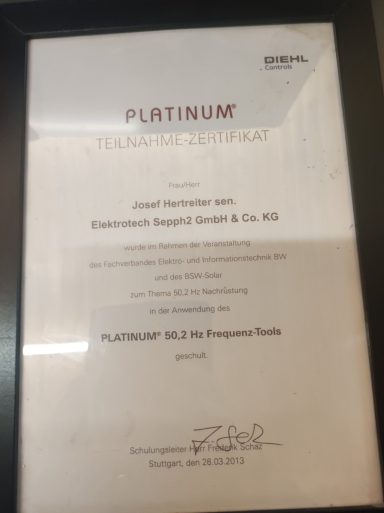 DIEHL
Controls
PLATINUM®
TEILNAHME-ZERTIFIKAT
Frau/Herr
Josef Hertreiter sen.
Elektrotech Sepph2 GmbH & Co. KG
wurde im Rahmen der Veranstaltung
des Fachverbandes Elektro- und Informationstechnik BW
und des BSW-Solar
zum Thema 50,2 Hz Nachrüstung
in der Anwendung des
PLATINUM® 50,2 Hz Frequenz-Tools
geschult.
Schulungsleiter Herr Frederik Schaz
Stuttgart, den 26.03.2013